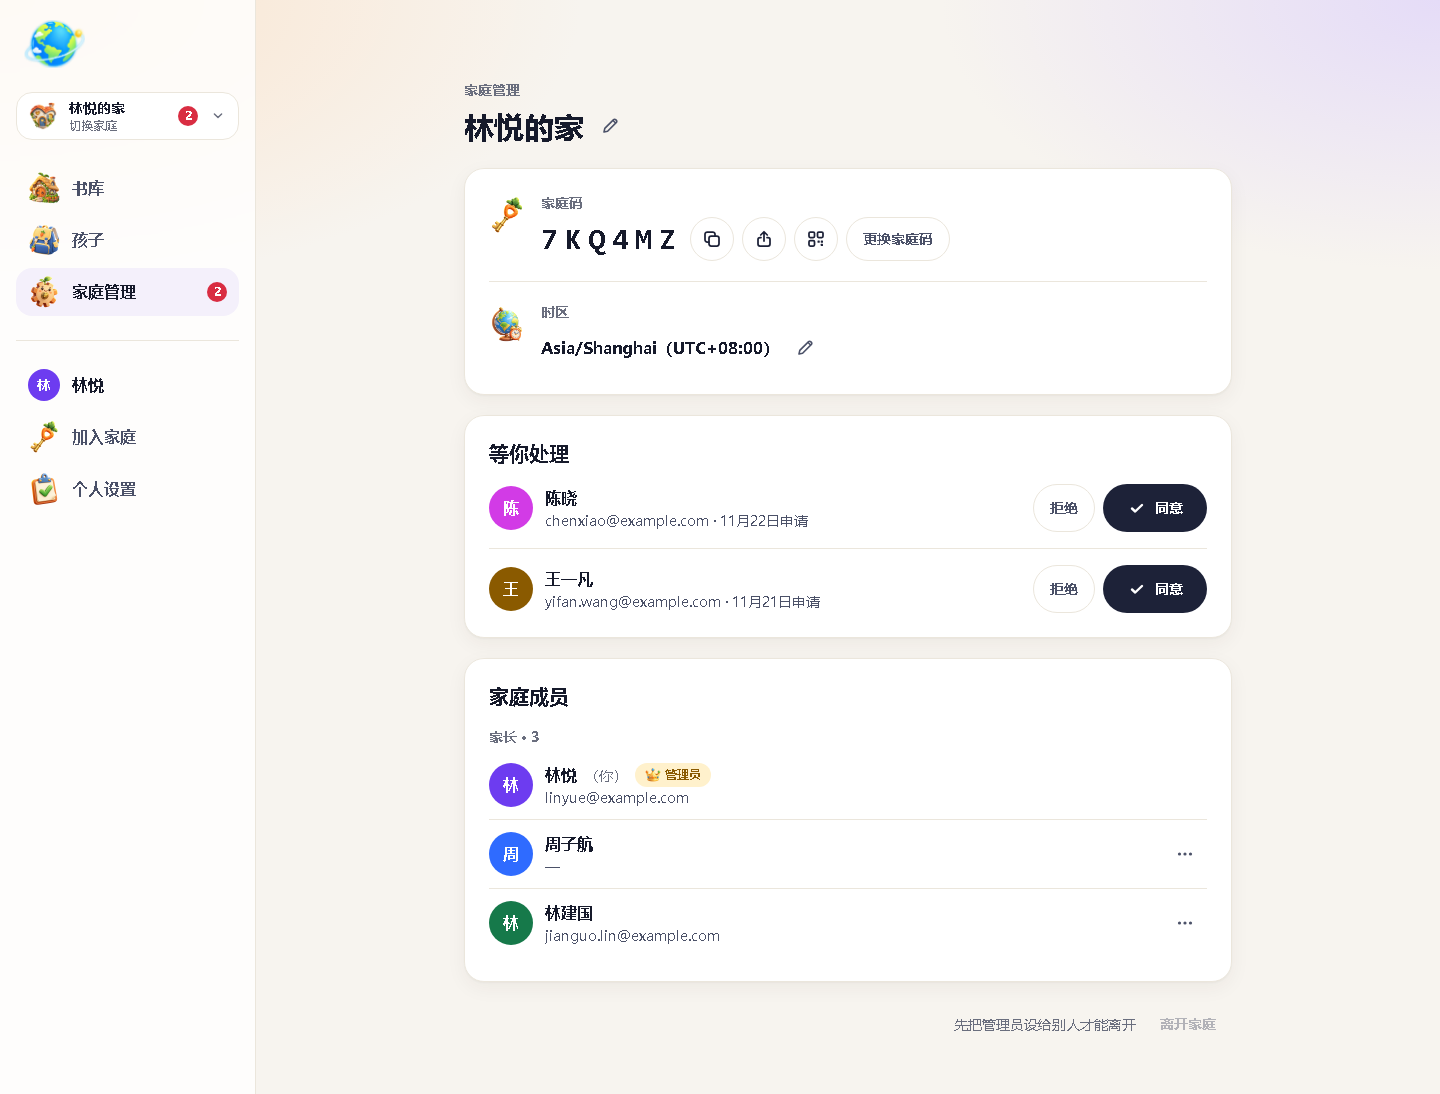 林悦的家
切换家庭
2
书库
孩子
家庭管理
2
林
林悦
加入家庭
个人设置
家庭管理
林悦的家
家庭码
7KQ4MZ
更换家庭码
时区
Asia/Shanghai（UTC+08:00）
等你处理
陈
陈晓
chenxiao@example.com · 11月22日申请
拒绝
同意
王
王一凡
yifan.wang@example.com · 11月21日申请
拒绝
同意
家庭成员
家长 • 3
林
林悦 （你） 管理员
linyue@example.com
周
周子航
—
林
林建国
jianguo.lin@example.com
先把管理员设给别人才能离开 离开家庭